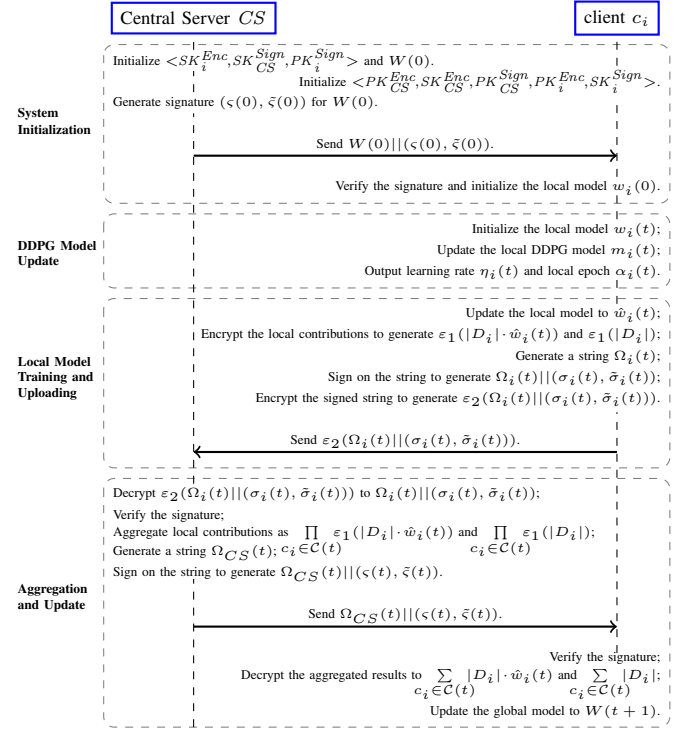 Central Server CS
client c_i
Initialize <SK_i^{Enc}, SK_{CS}^{Sign}, PK_i^{Sign}> and W(0).
Initialize <PK_{CS}^{Enc}, SK_{CS}^{Enc}, PK_{CS}^{Sign}, PK_i^{Enc}, SK_i^{Sign}>.
Generate signature (ς(0), ς̃(0)) for W(0).
System
Initialization
Send W(0)||(ς(0), ς̃(0)).
Verify the signature and initialize the local model w_i(0).
DDPG Model
Update
Initialize the local model w_i(t);
Update the local DDPG model m_i(t);
Output learning rate η_i(t) and local epoch α_i(t).
Local Model
Training and
Uploading
Update the local model to ŵ_i(t);
Encrypt the local contributions to generate ε_1(|D_i| · ŵ_i(t)) and ε_1(|D_i|);
Generate a string Ω_i(t);
Sign on the string to generate Ω_i(t)||(σ_i(t), σ̃_i(t));
Encrypt the signed string to generate ε_2(Ω_i(t)||(σ_i(t), σ̃_i(t))).
Send ε_2(Ω_i(t)||(σ_i(t), σ̃_i(t))).
Aggregation
and Update
Decrypt ε_2(Ω_i(t)||(σ_i(t), σ̃_i(t))) to Ω_i(t)||(σ_i(t), σ̃_i(t));
Verify the signature;
Aggregate local contributions as ∏_{c_i∈C(t)} ε_1(|D_i| · ŵ_i(t)) and ∏_{c_i∈C(t)} ε_1(|D_i|);
Generate a string Ω_{CS}(t);
Sign on the string to generate Ω_{CS}(t)||(ς(t), ς̃(t)).
Send Ω_{CS}(t)||(ς(t), ς̃(t)).
Verify the signature;
Decrypt the aggregated results to ∑_{c_i∈C(t)} |D_i| · ŵ_i(t) and ∑_{c_i∈C(t)} |D_i|;
Update the global model to W(t + 1).